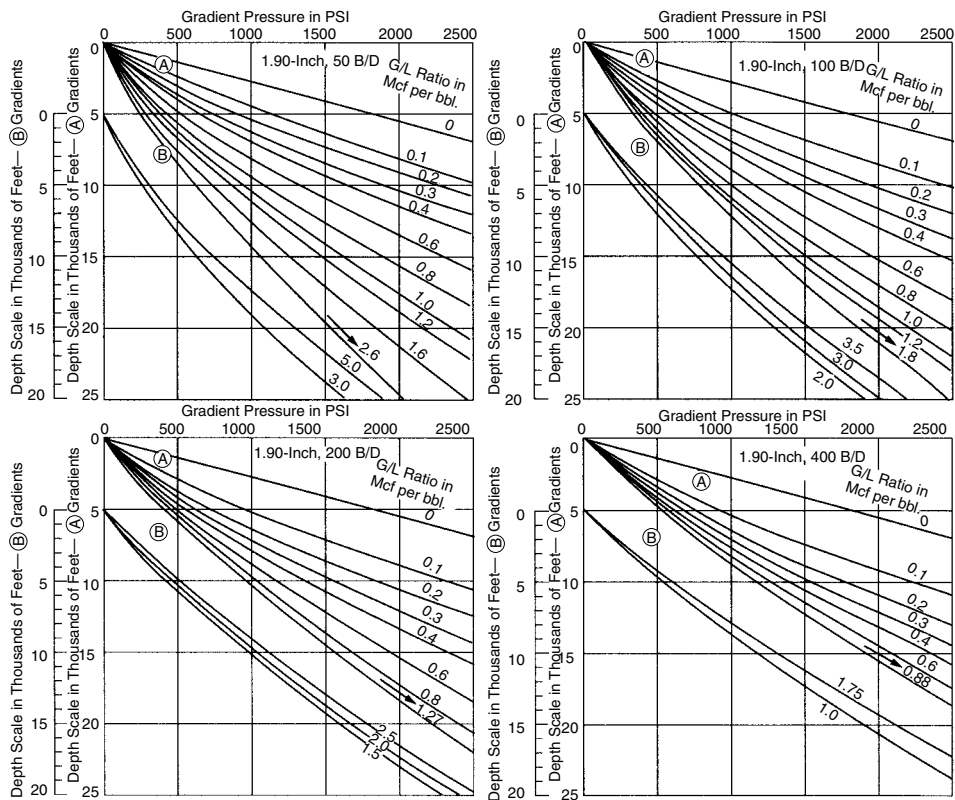 Gradient Pressure in PSI
0 500 1000 1500 2000 2500
1.90-Inch, 50 B/D
G/L Ratio in
Mcf per bbl.
A
B
0
0.1
0.2
0.3
0.4
0.6
0.8
1.0
1.2
1.6
2.6
5.0
3.0
0
5
10
15
20
25
0
5
10
15
20
Depth Scale in Thousands of Feet— B Gradients
Depth Scale in Thousands of Feet— A Gradients
Gradient Pressure in PSI
0 500 1000 1500 2000 2500
1.90-Inch, 100 B/D
G/L Ratio in
Mcf per bbl.
A
B
0
0.1
0.2
0.3
0.4
0.6
0.8
1.0
1.2
1.8
3.5
3.0
2.0
0
5
10
15
20
25
0
5
10
15
20
Depth Scale in Thousands of Feet— B Gradients
Depth Scale in Thousands of Feet— A Gradients
Gradient Pressure in PSI
0 500 1000 1500 2000 2500
1.90-Inch, 200 B/D
G/L Ratio in
Mcf per bbl.
A
B
0
0.1
0.2
0.3
0.4
0.6
0.8
1.27
2.5
2.0
1.5
0
5
10
15
20
25
0
5
10
15
20
Depth Scale in Thousands of Feet— B Gradients
Depth Scale in Thousands of Feet— A Gradients
Gradient Pressure in PSI
0 500 1000 1500 2000 2500
1.90-Inch, 400 B/D
G/L Ratio in
Mcf per bbl.
A
B
0
0.1
0.2
0.3
0.4
0.6
0.88
1.75
1.0
0
5
10
15
20
25
0
5
10
15
20
Depth Scale in Thousands of Feet— B Gradients
Depth Scale in Thousands of Feet— A Gradients